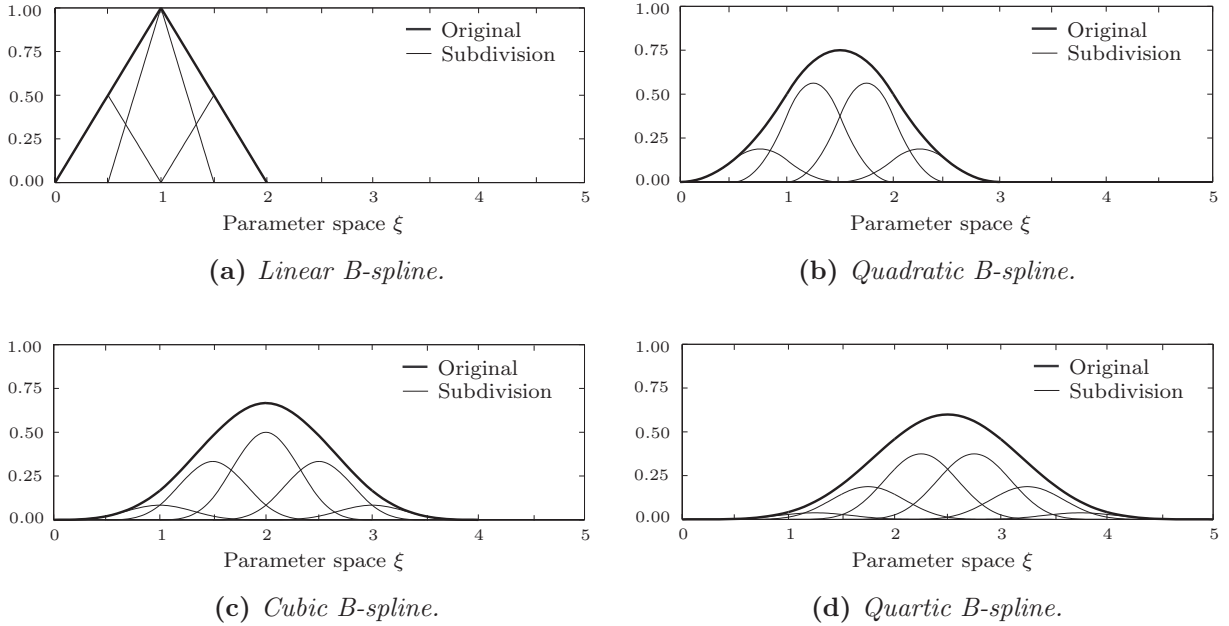 1.00
0.75
0.50
0.25
0.00
0 1 2 3 4 5
Parameter space ξ
Original
Subdivision
(a) Linear B-spline.
1.00
0.75
0.50
0.25
0.00
0 1 2 3 4 5
Parameter space ξ
Original
Subdivision
(b) Quadratic B-spline.
1.00
0.75
0.50
0.25
0.00
0 1 2 3 4 5
Parameter space ξ
Original
Subdivision
(c) Cubic B-spline.
1.00
0.75
0.50
0.25
0.00
0 1 2 3 4 5
Parameter space ξ
Original
Subdivision
(d) Quartic B-spline.